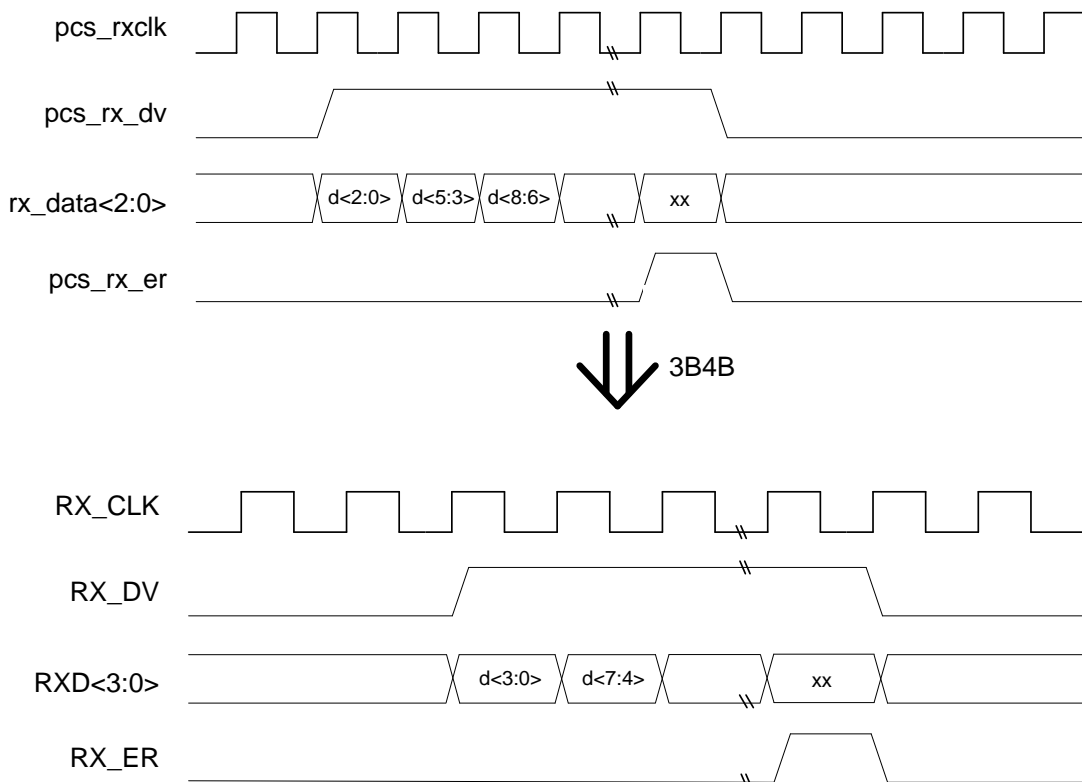 pcs_rxclk
pcs_rx_dv
rx_data<2:0> d<2:0> d<5:3> d<8:6> xx
pcs_rx_er
3B4B
RX_CLK
RX_DV
RXD<3:0> d<3:0> d<7:4> xx
RX_ER